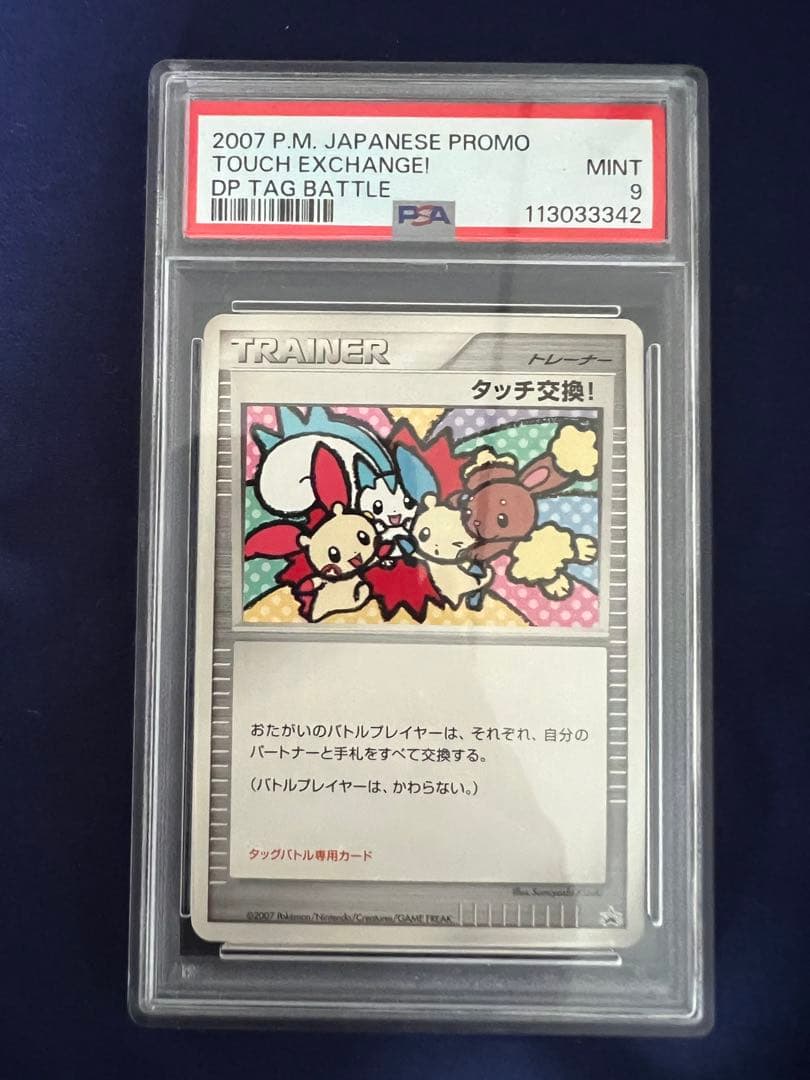 2007 P.M. JAPANESE PROMO
TOUCH EXCHANGE! MINT
DP TAG BATTLE 9
PSA 113033342
TRAINER トレーナー
タッチ交換!
おたがいのバトルプレイヤーは、それぞれ、自分の
パートナーと手札をすべて交換する。
(バトルプレイヤーは、かわらない。)
タッグバトル専用カード
©2007 Pokémon/Nintendo/Creatures/GAME FREAK